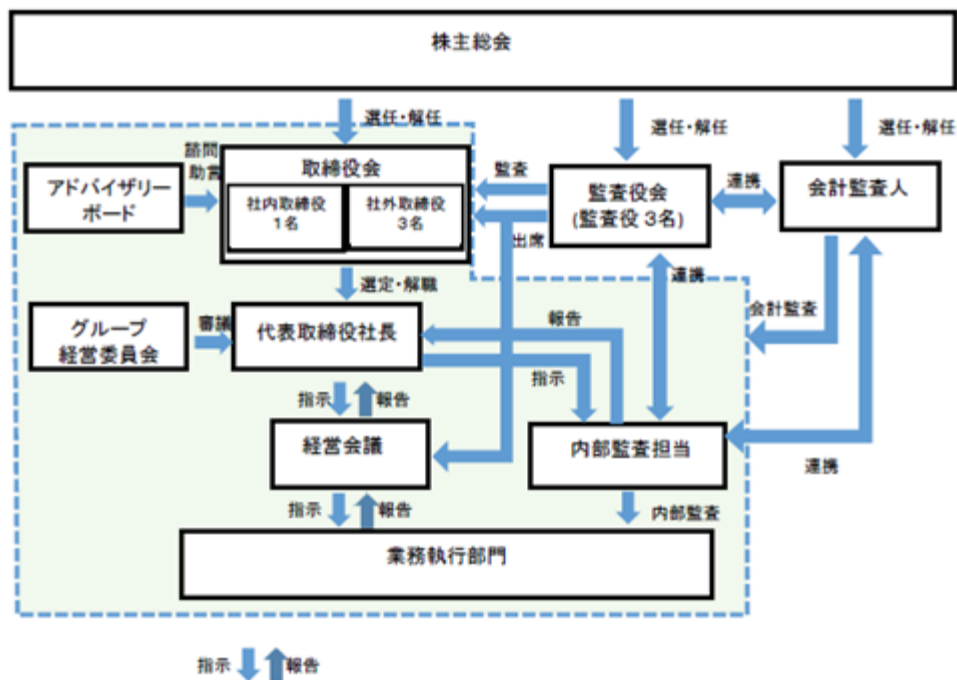 株主総会
選任・解任
選任・解任
選任・解任
諮問・
助言
アドバイザリー
ボード
取締役会
社内取締役
1名
社外取締役
3名
監査
出席
監査役会
(監査役 3名)
連携
会計監査人
選定・解職
連携
会計監査
グループ
経営委員会
審議
代表取締役社長
報告
指示
指示
報告
経営会議
内部監査担当
連携
指示
報告
内部監査
業務執行部門
指示
報告